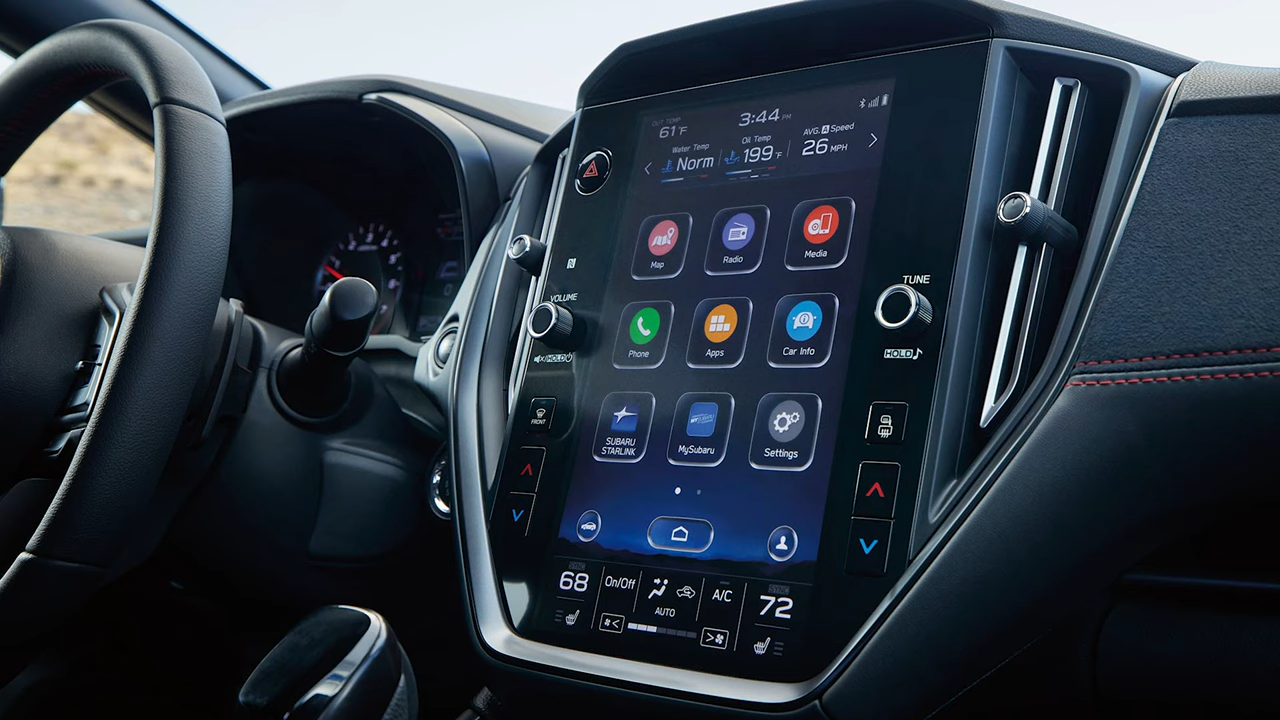 OUT TEMP
61°F
3:44 PM
Water Temp
Norm
Oil Temp
199°F
AVG. A Speed
26 MPH
Map
Radio
Media
VOLUME
HOLD
TUNE
HOLD
Phone
Apps
Car Info
FRONT
SUBARU
STARLINK
MySubaru
Settings
68
On/Off
AUTO
A/C
72